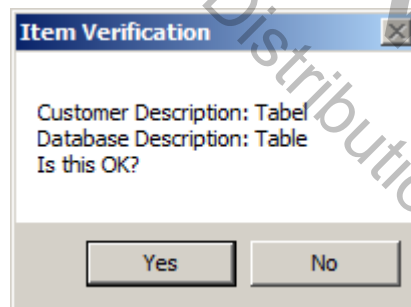 Item Verification
Customer Description: Tabel
Database Description: Table
Is this OK?
Yes No